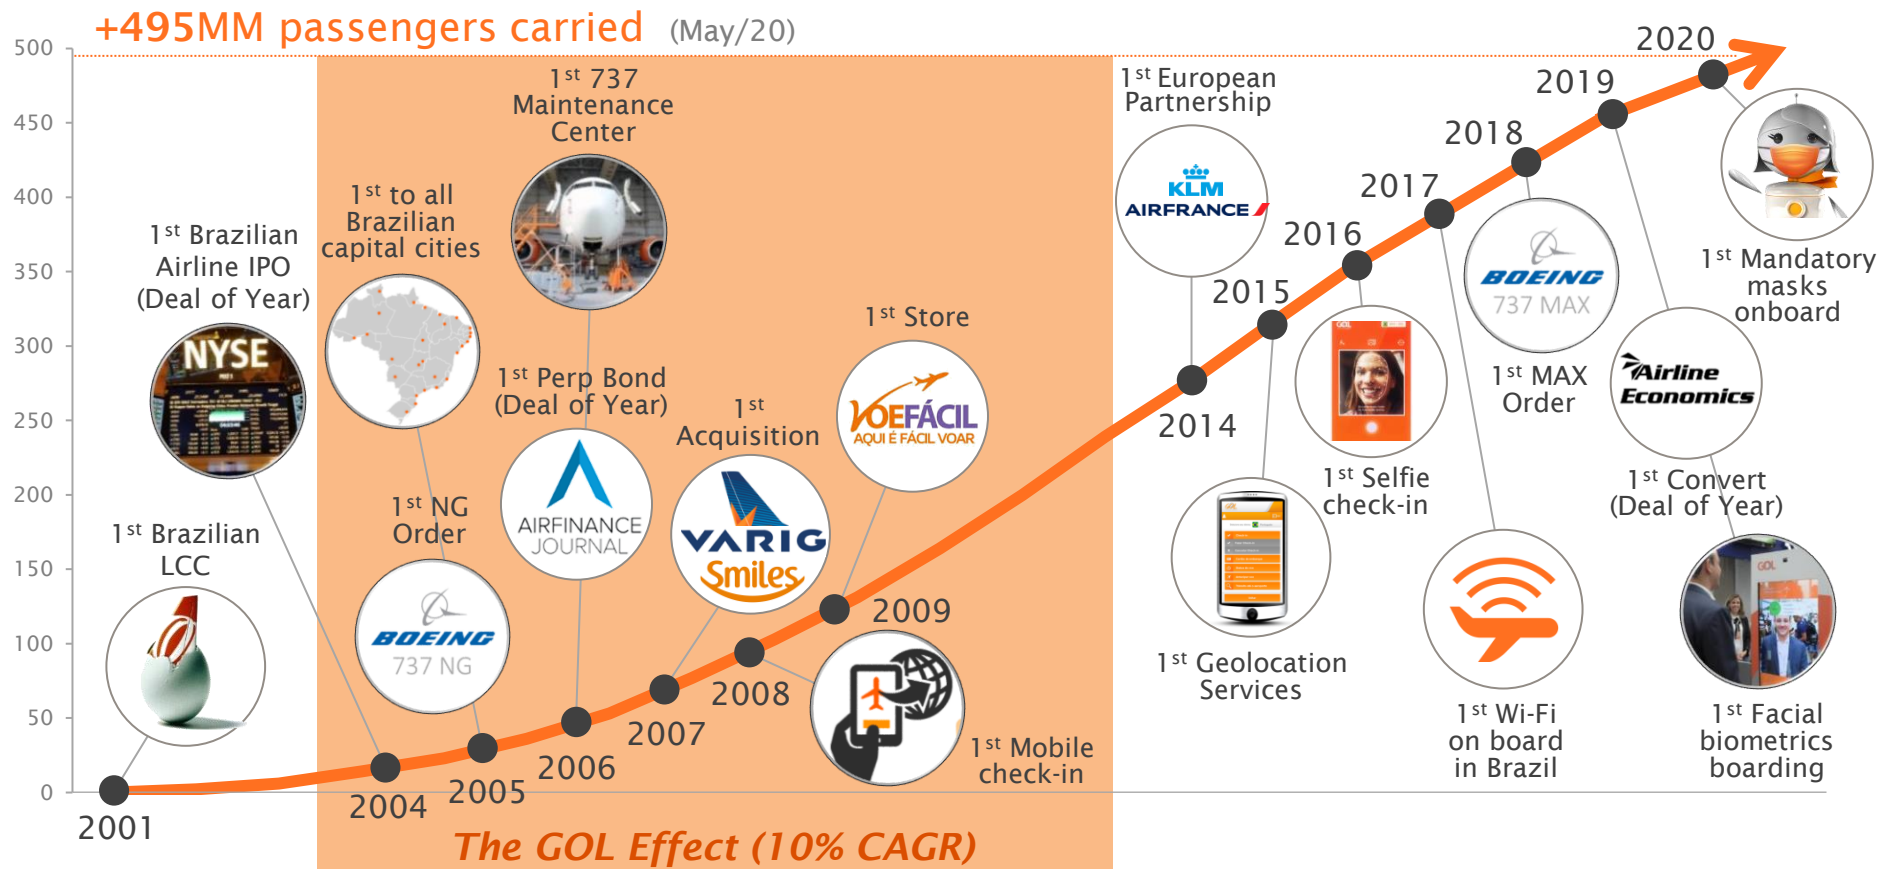 +495MM passengers carried (May/20)
500
450
400
350
300
250
200
150
100
50
0
1st Brazilian
LCC
2001
1st Brazilian
Airline IPO
(Deal of Year)
NYSE
2004
1st to all
Brazilian
capital cities
1st NG
Order
BOEING
737 NG
2005
1st 737
Maintenance
Center
1st Perp Bond
(Deal of Year)
AIRFINANCE
JOURNAL
2006
1st
Acquisition
VARIG
Smiles
2007
2008
1st Mobile
check-in
1st Store
VOEFÁCIL
AQUI É FÁCIL VOAR
2009
The GOL Effect (10% CAGR)
1st European
Partnership
KLM
AIRFRANCE
2014
2015
1st Geolocation
Services
2016
GOL
1st Selfie
check-in
2017
1st Wi-Fi
on board
in Brazil
2018
BOEING
737 MAX
1st MAX
Order
2019
Airline
Economics
1st Convert
(Deal of Year)
GOL
1st Facial
biometrics
boarding
2020
1st Mandatory
masks
onboard